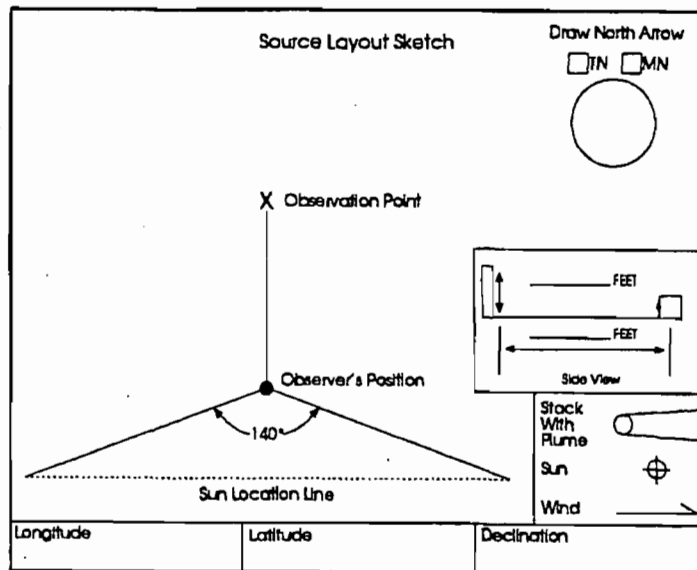 Source Layout Sketch
Draw North Arrow
TN MN
X Observation Point
FEET
FEET
Side View
Observer's Position
140°
Sun Location Line
Stack
With
Plume
Sun
Wind
Longitude
Latitude
Declination